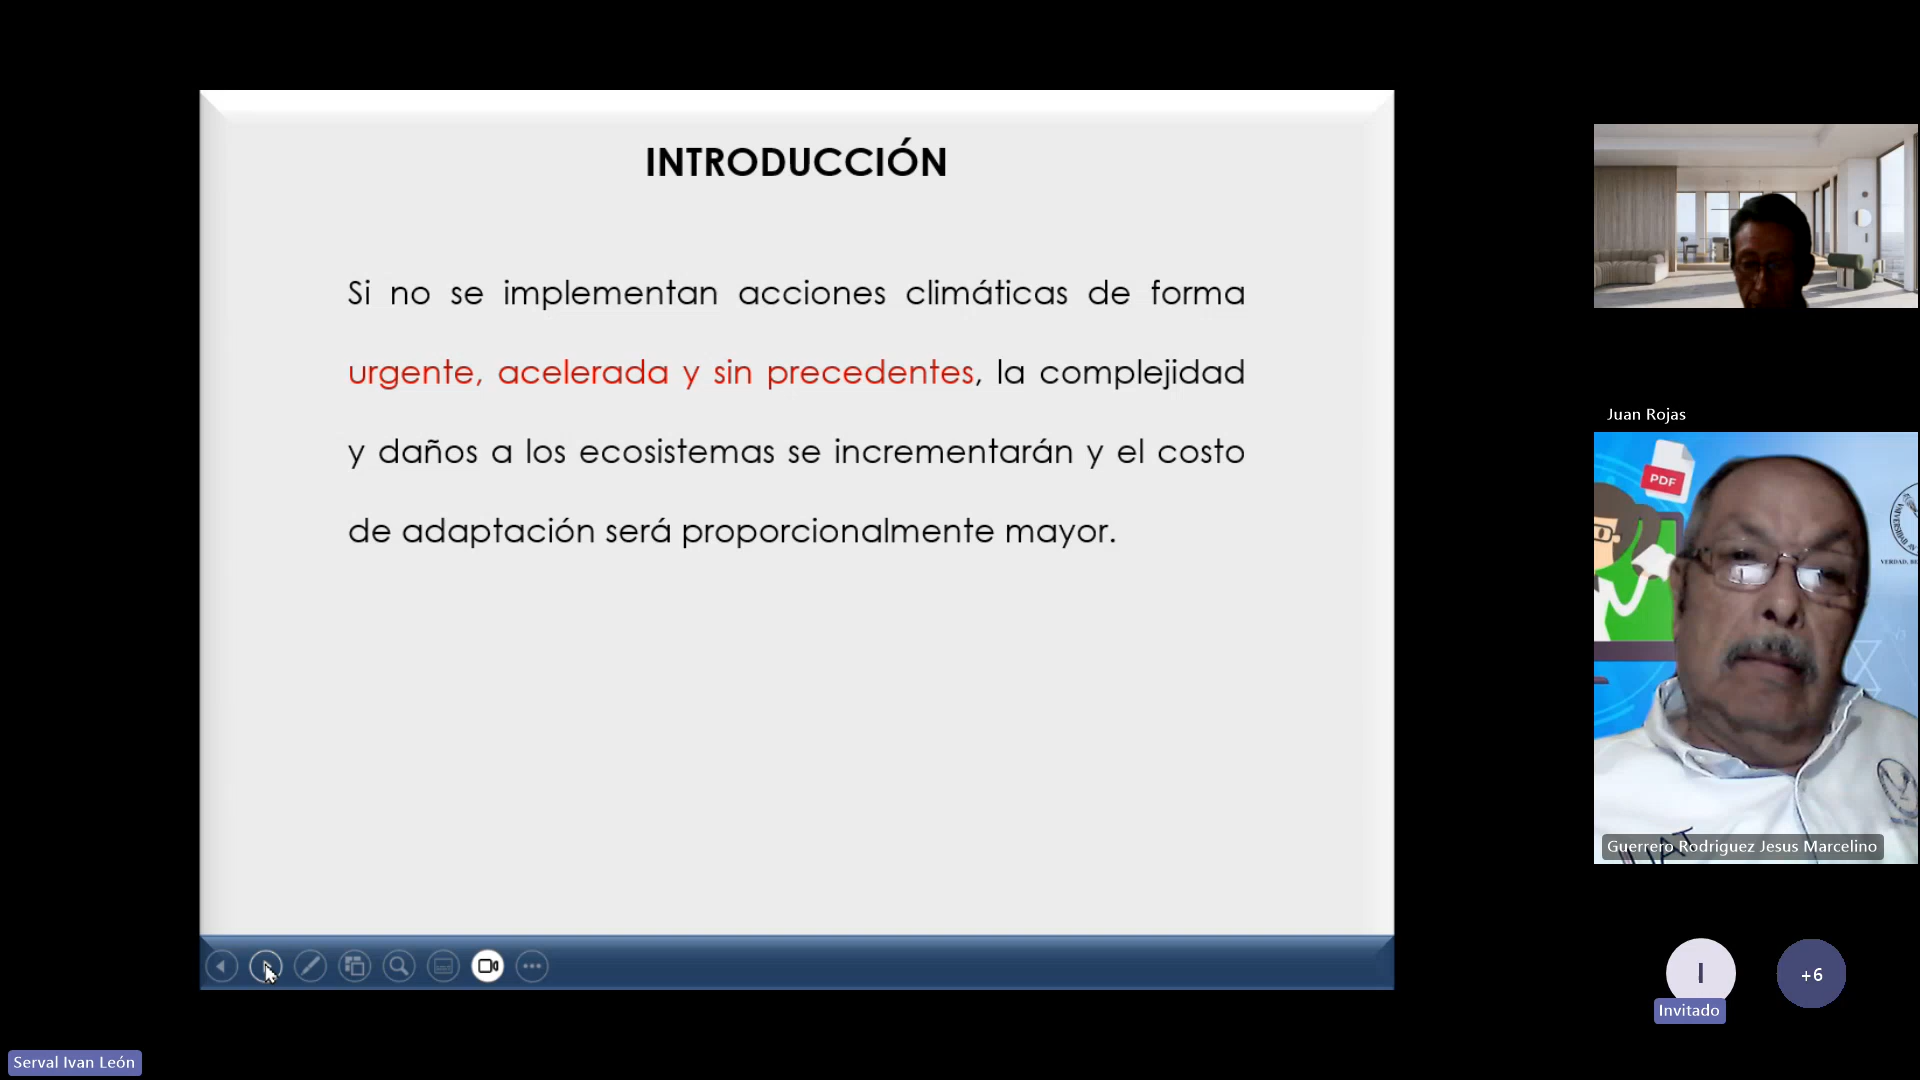 INTRODUCCIÓN
Si no se implementan acciones climáticas de forma
urgente, acelerada y sin precedentes, la complejidad
y daños a los ecosistemas se incrementarán y el costo
de adaptación será proporcionalmente mayor.
Juan Rojas
PDF
Guerrero Rodriguez Jesus Marcelino
I
+6
Invitado
Serval Ivan León